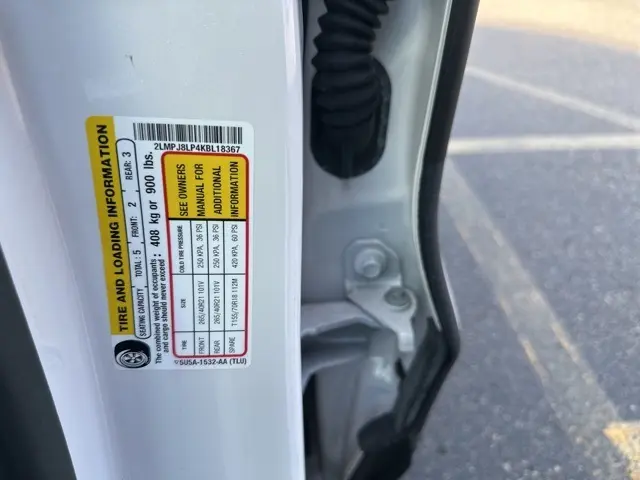 2LMPJ8LP4KBL18367
TIRE AND LOADING INFORMATION
SEATING CAPACITY TOTAL: 5 FRONT: 2 REAR: 3
The combined weight of occupants
and cargo should never exceed : 408 kg or 900 lbs.
TIRE SIZE COLD TIRE PRESSURE SEE OWNERS
FRONT 265/40R21 101V 250 KPA, 36 PSI MANUAL FOR
REAR 265/40R21 101V 250 KPA, 36 PSI ADDITIONAL
SPARE T155/70R18 112M 420 KPA, 60 PSI INFORMATION
5U5A-1532-AA (TLU)